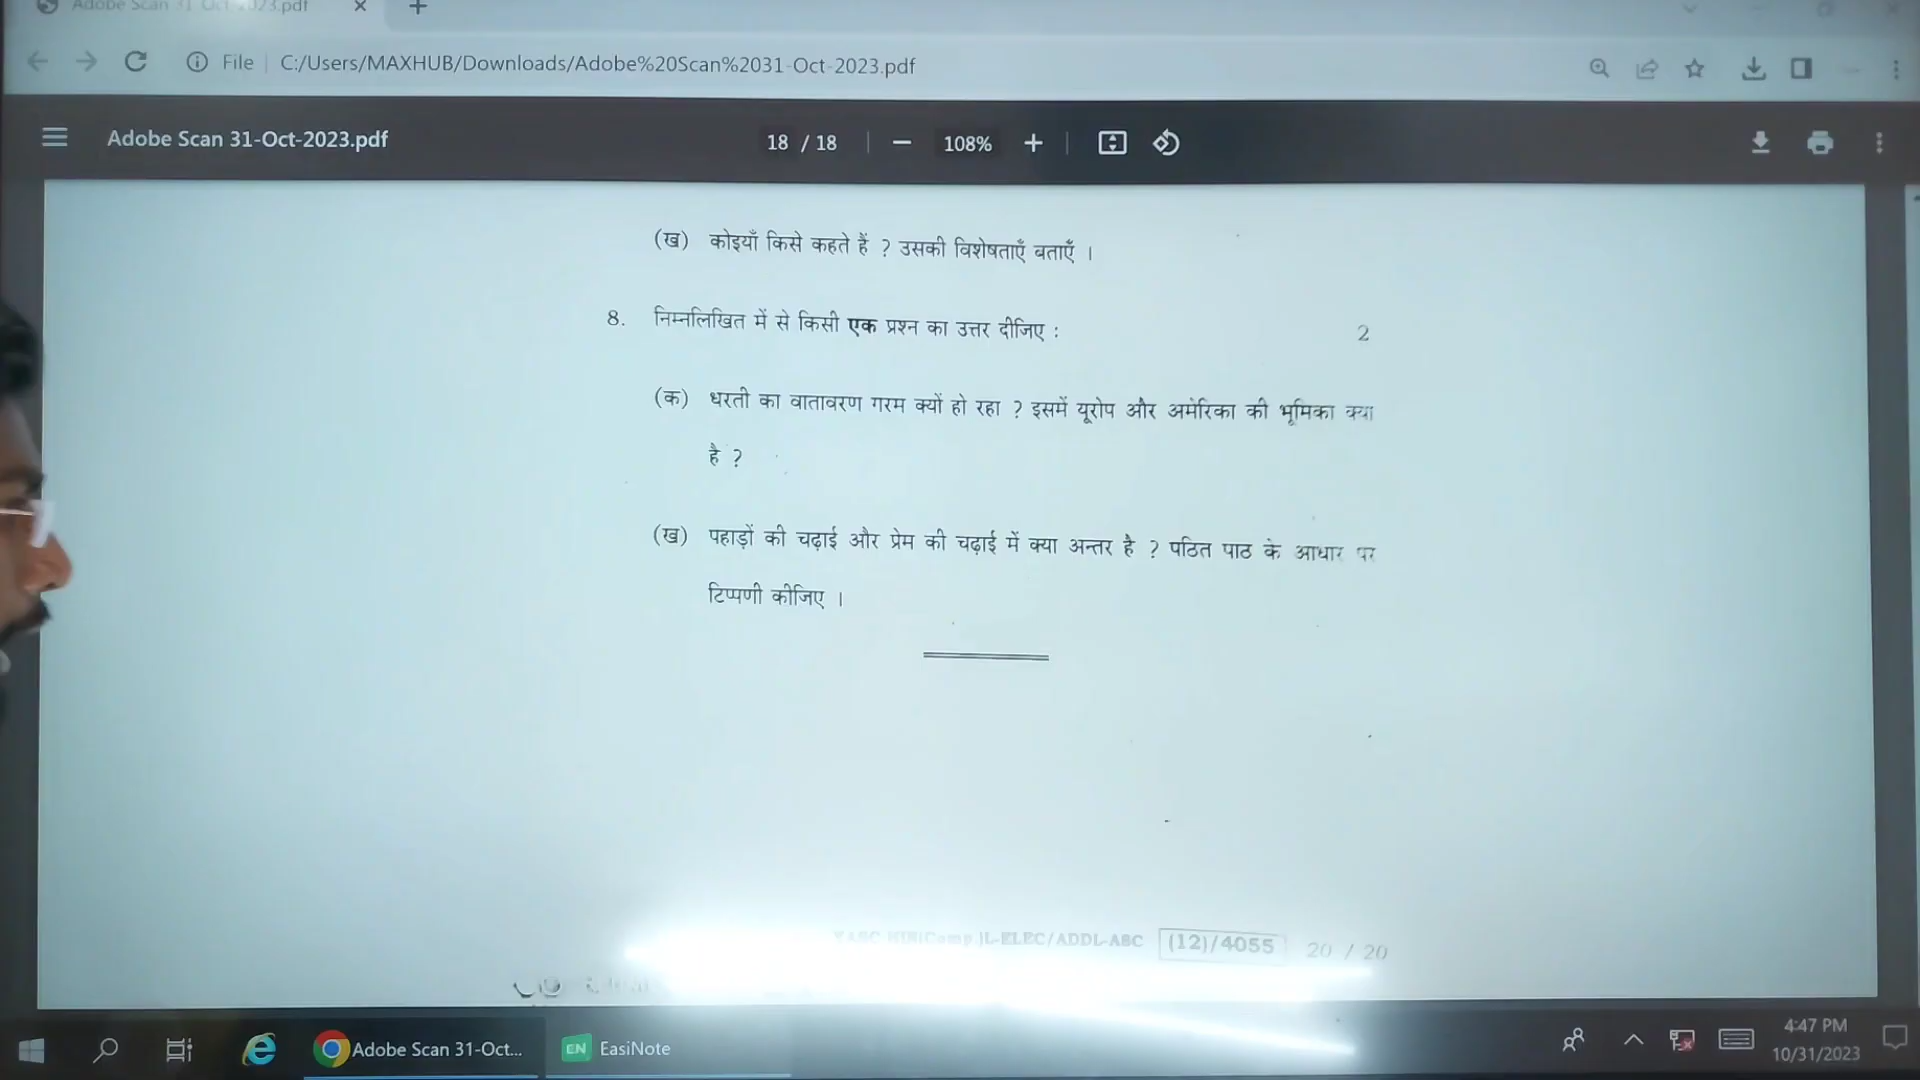 Adobe Scan 31-Oct-2023.pdf
File C:/Users/MAXHUB/Downloads/Adobe%20Scan%2031-Oct-2023.pdf
Adobe Scan 31-Oct-2023.pdf 18 / 18 108%
(ख) कोइयाँ किसे कहते हैं ? उसकी विशेषताएँ बताएँ ।
8. निम्नलिखित में से किसी एक प्रश्न का उत्तर दीजिए : 2
(क) धरती का वातावरण गरम क्यों हो रहा ? इसमें यूरोप और अमेरिका की भूमिका क्या
है ?
(ख) पहाड़ों की चढ़ाई और प्रेम की चढ़ाई में क्या अन्तर है ? पठित पाठ के आधार पर
टिप्पणी कीजिए ।
L-ELEC/ADDL-ABC (12)/4055 20 / 20
Adobe Scan 31-Oct... EN EasiNote
4:47 PM
10/31/2023